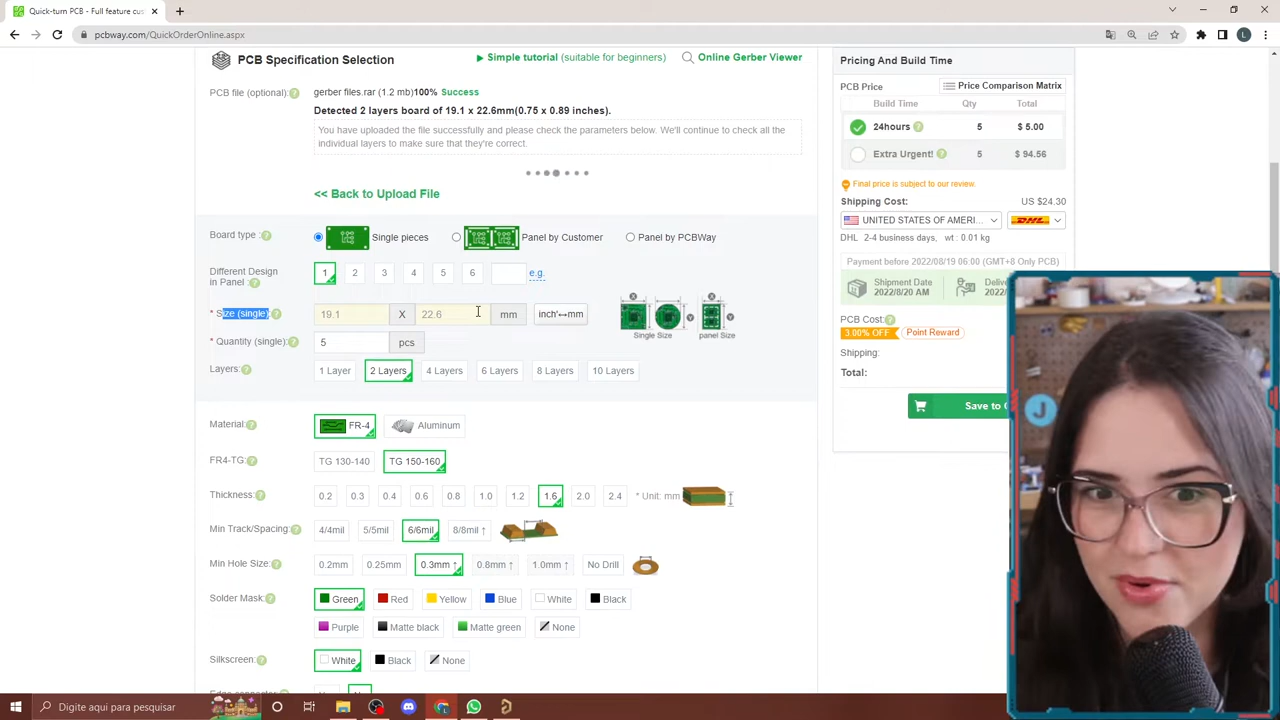 Quick-turn PCB - Full feature cus
pcbway.com/QuickOrderOnline.aspx
L
PCB Specification Selection
Simple tutorial (suitable for beginners)
Online Gerber Viewer
PCB file (optional):
gerber files.rar (1.2 mb)100% Success
Detected 2 layers board of 19.1 x 22.6mm(0.75 x 0.89 inches).
You have uploaded the file successfully and please check the parameters below. We'll continue to check all the
individual layers to make sure that they're correct.
<< Back to Upload File
Board type :
Single pieces
Panel by Customer
Panel by PCBWay
Different Design
in Panel :
1 2 3 4 5 6 e.g.
* Size (single):
19.1 X 22.6 mm inch'↔mm
X Y X Y
Single Size panel Size
* Quantity (single):
5 pcs
Layers:
1 Layer 2 Layers 4 Layers 6 Layers 8 Layers 10 Layers
Material:
FR-4 Aluminum
FR4-TG:
TG 130-140 TG 150-160
Thickness:
0.2 0.3 0.4 0.6 0.8 1.0 1.2 1.6 2.0 2.4 * Unit: mm
Min Track/Spacing:
4/4mil 5/5mil 6/6mil 8/8mil ↑
Min Hole Size:
0.2mm 0.25mm 0.3mm ↑ 0.8mm ↑ 1.0mm ↑ No Drill
Solder Mask:
Green Red Yellow Blue White Black
Purple Matte black Matte green None
Silkscreen:
White Black None
Edge connector
Pricing And Build Time
PCB Price
Price Comparison Matrix
Build Time Qty Total
24hours 5 $ 5.00
Extra Urgent! 5 $ 94.56
Final price is subject to our review.
Shipping Cost: US $24.30
UNITED STATES OF AMERI...
DHL
DHL 2-4 business days, wt : 0.01 kg
Payment before 2022/08/19 06:00 (GMT+8 Only PCB)
Shipment Date
2022/8/20 AM
PCB Cost:
3.00% OFF Point Reward
Shipping:
Total:
Save to
J
Digite aqui para pesquisar